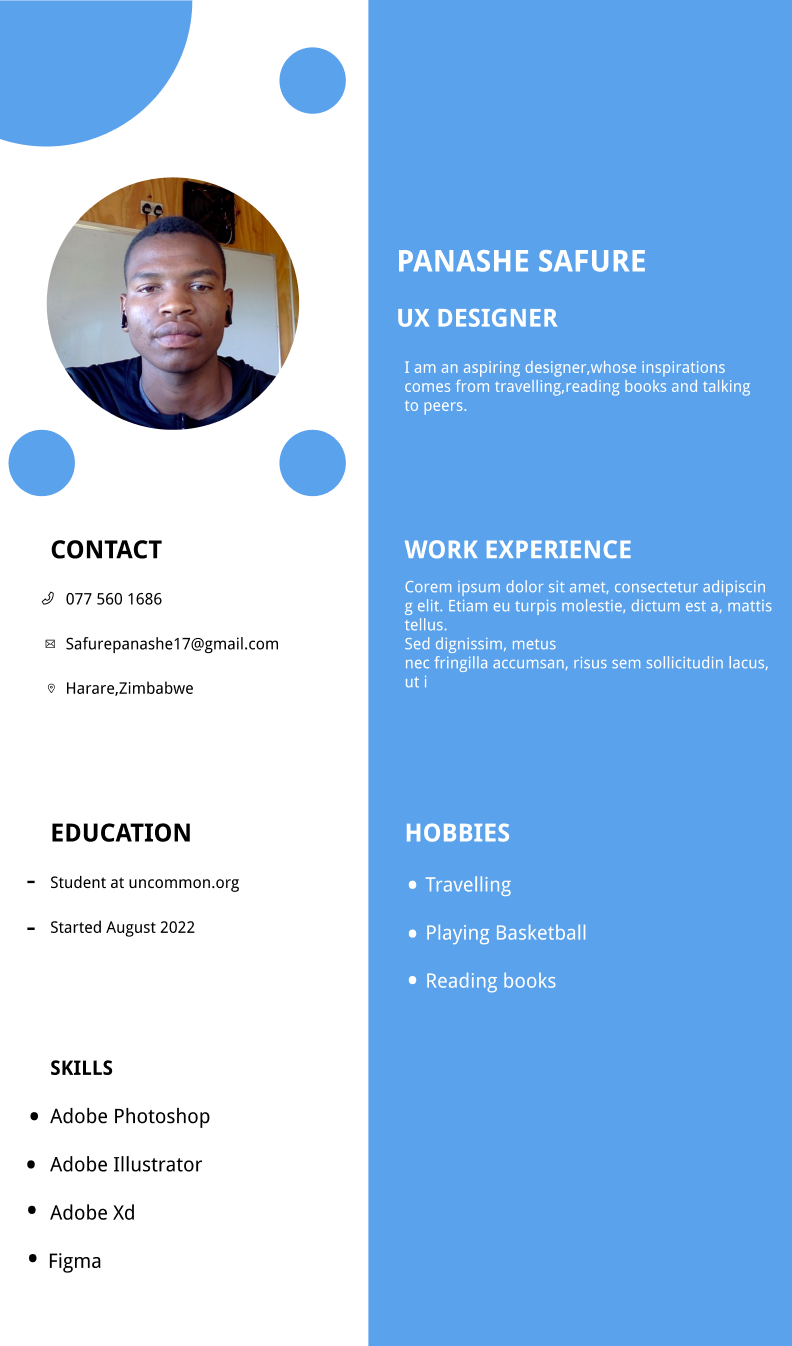 PANASHE SAFURE
UX DESIGNER
I am an aspiring designer,whose inspirations
comes from travelling,reading books and talking
to peers.
CONTACT
077 560 1686
Safurepanashe17@gmail.com
Harare,Zimbabwe
WORK EXPERIENCE
Corem ipsum dolor sit amet, consectetur adipiscin
g elit. Etiam eu turpis molestie, dictum est a, mattis
tellus.
Sed dignissim, metus
nec fringilla accumsan, risus sem sollicitudin lacus,
ut i
EDUCATION
- Student at uncommon.org
- Started August 2022
HOBBIES
• Travelling
• Playing Basketball
• Reading books
SKILLS
• Adobe Photoshop
• Adobe Illustrator
• Adobe Xd
• Figma